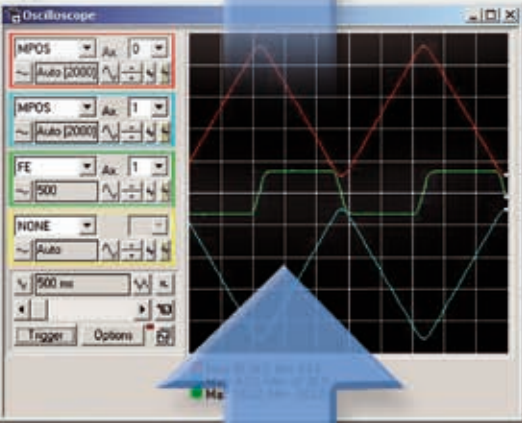 Oscilloscope
MPOS Ax 0
Auto [2000]
MPOS Ax 1
Auto [2000]
FE Ax 1
500
NONE
Auto
500 ms
Trigger Options